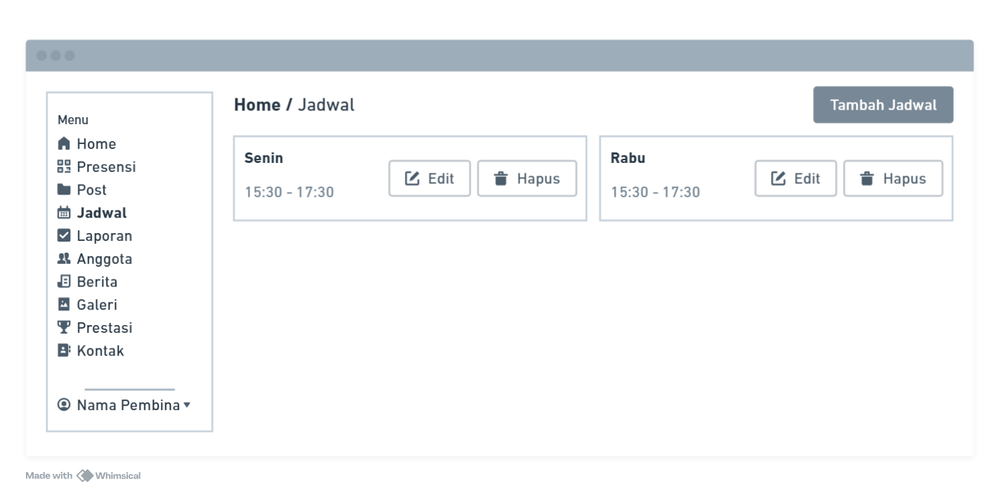 Menu
Home
Presensi
Post
Jadwal
Laporan
Anggota
Berita
Galeri
Prestasi
Kontak
Nama Pembina
Home / Jadwal
Tambah Jadwal
Senin
15:30 - 17:30
Edit
Hapus
Rabu
15:30 - 17:30
Edit
Hapus
Made with Whimsical